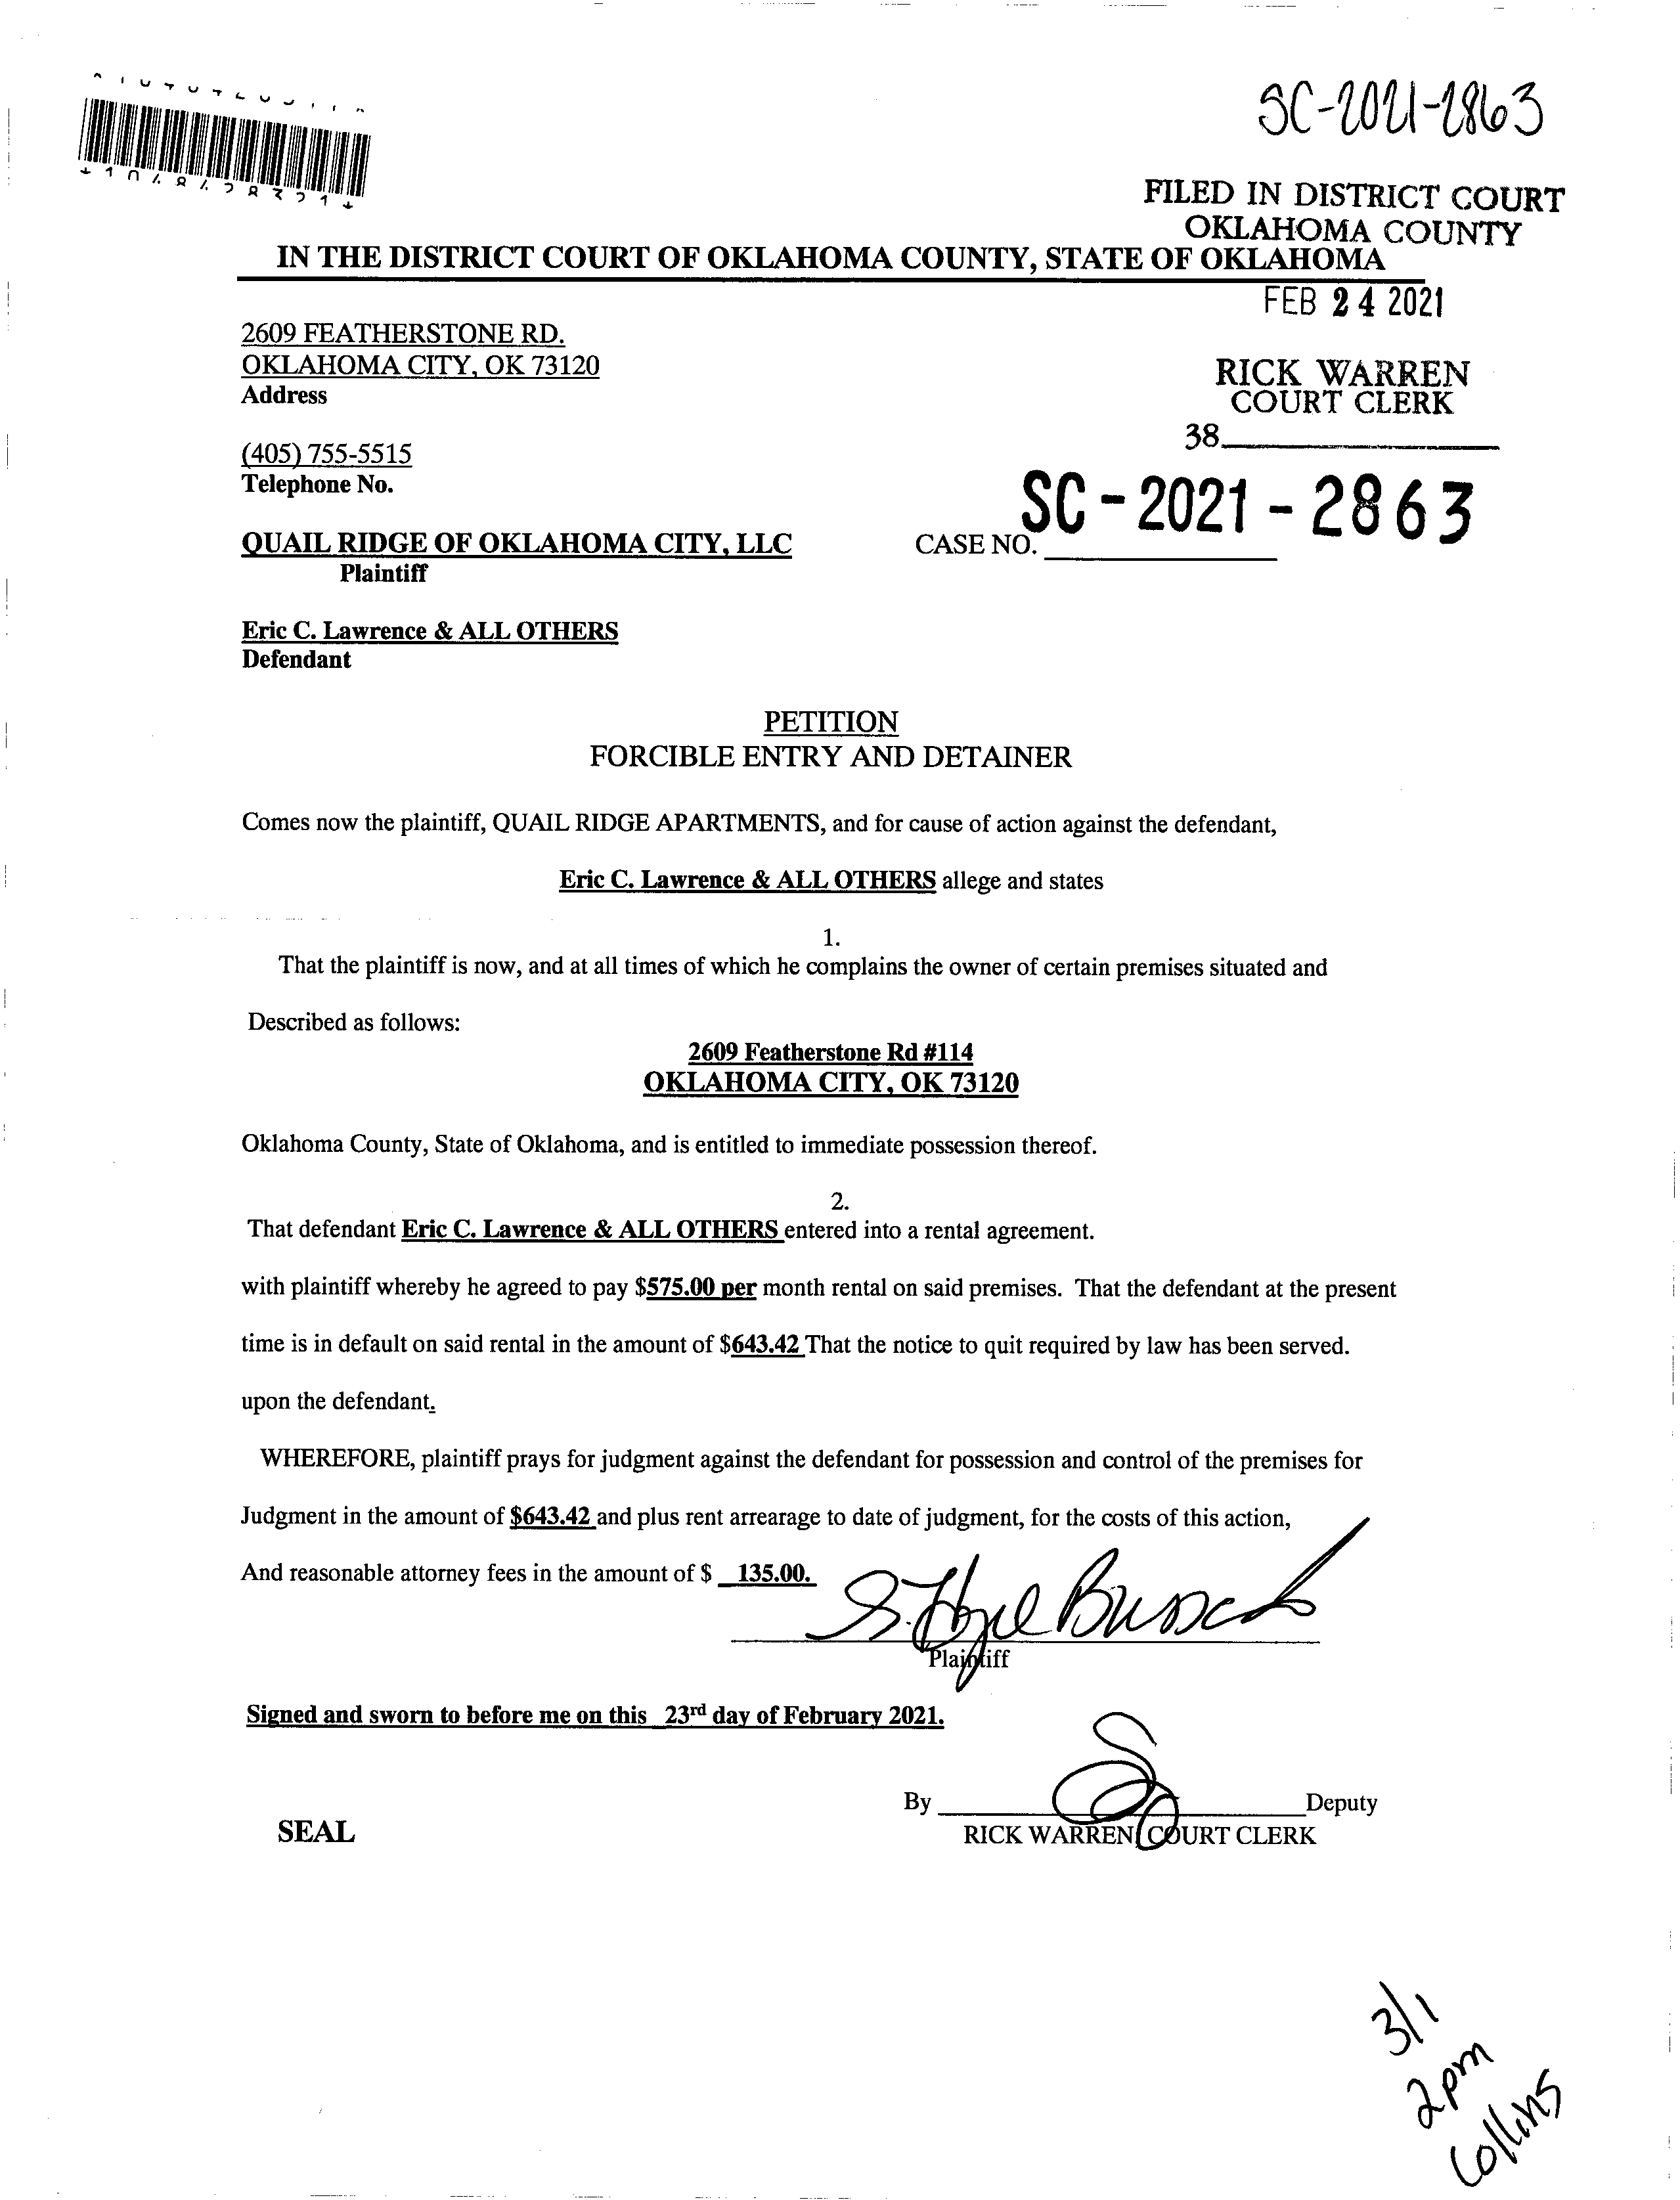 SC-2021-2863
FILED IN DISTRICT COURT
OKLAHOMA COUNTY
IN THE DISTRICT COURT OF OKLAHOMA COUNTY, STATE OF OKLAHOMA
FEB 24 2021
2609 FEATHERSTONE RD.
OKLAHOMA CITY, OK 73120
Address
RICK WARREN
COURT CLERK
38
(405) 755-5515
Telephone No.
SC-2021-2863
QUAIL RIDGE OF OKLAHOMA CITY, LLC
CASE NO.
Plaintiff
Eric C. Lawrence & ALL OTHERS
Defendant
PETITION
FORCIBLE ENTRY AND DETAINER
Comes now the plaintiff, QUAIL RIDGE APARTMENTS, and for cause of action against the defendant,
Eric C. Lawrence & ALL OTHERS allege and states
1.
That the plaintiff is now, and at all times of which he complains the owner of certain premises situated and
Described as follows:
2609 Featherstone Rd #114
OKLAHOMA CITY, OK 73120
Oklahoma County, State of Oklahoma, and is entitled to immediate possession thereof.
2.
That defendant Eric C. Lawrence & ALL OTHERS entered into a rental agreement.
with plaintiff whereby he agreed to pay $575.00 per month rental on said premises. That the defendant at the present
time is in default on said rental in the amount of $643.42 That the notice to quit required by law has been served.
upon the defendant.
WHEREFORE, plaintiff prays for judgment against the defendant for possession and control of the premises for
Judgment in the amount of $643.42 and plus rent arrearage to date of judgment, for the costs of this action,
And reasonable attorney fees in the amount of $ 135.00.
Plaintiff
Signed and sworn to before me on this 23rd day of February 2021.
By Deputy
SEAL
RICK WARREN COURT CLERK
3/1
2pm
Collins